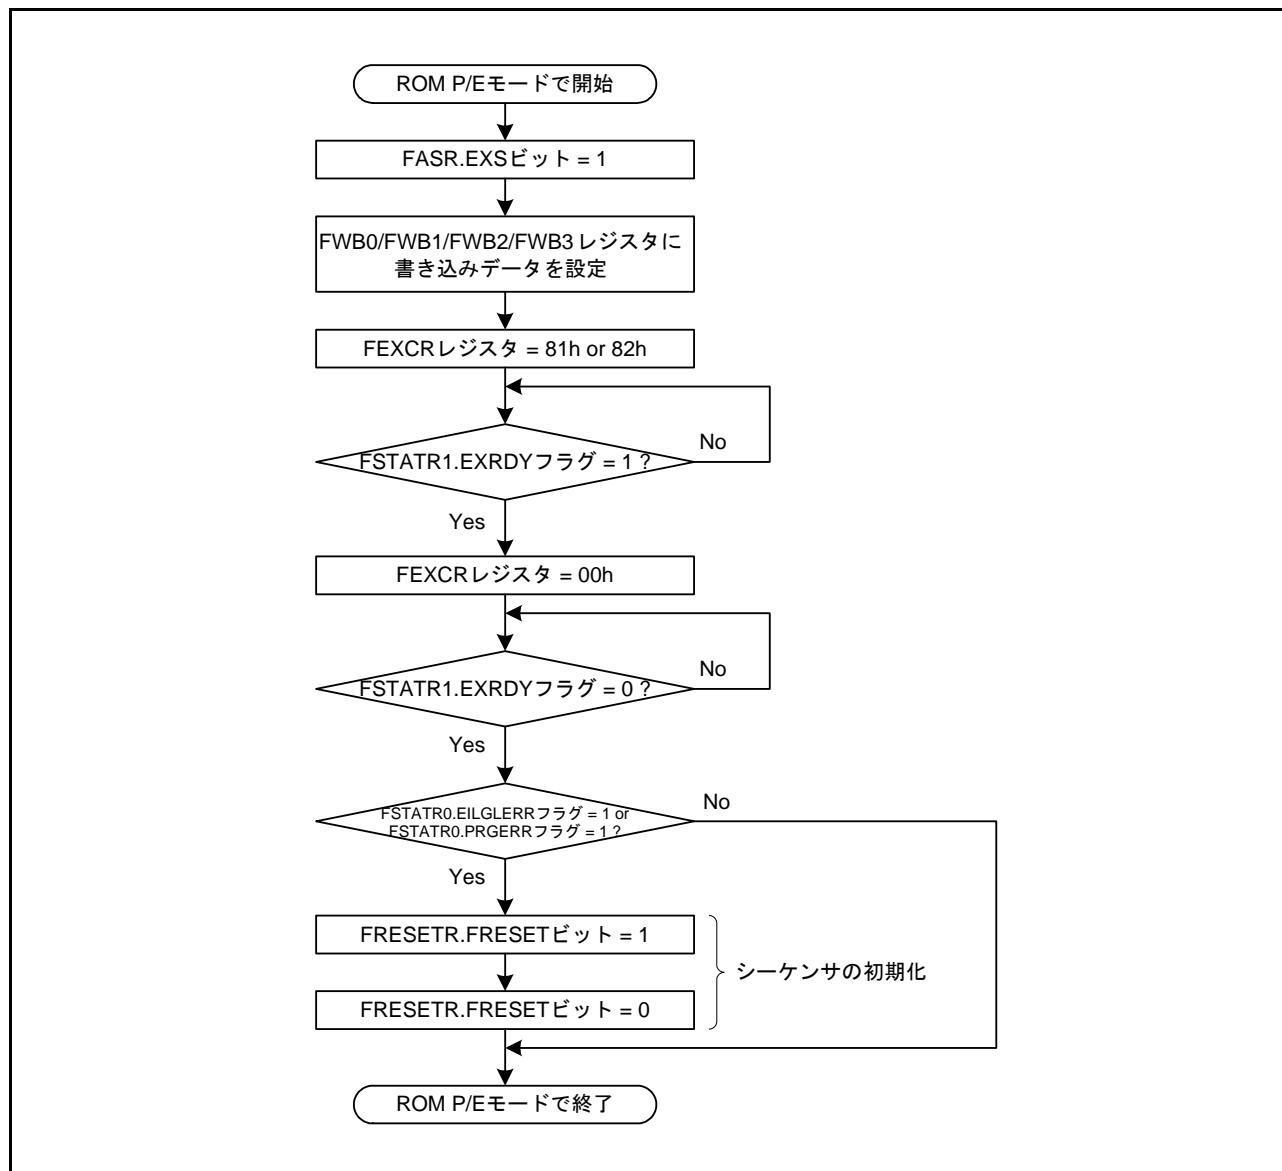 ROM P/Eモードで開始
FASR.EXSビット = 1
FWB0/FWB1/FWB2/FWB3レジスタに
書き込みデータを設定
FEXCRレジスタ = 81h or 82h
FSTATR1.EXRDYフラグ = 1 ?
No
Yes
FEXCRレジスタ = 00h
FSTATR1.EXRDYフラグ = 0 ?
No
Yes
FSTATR0.EILGLERRフラグ = 1 or
FSTATR0.PRGERRフラグ = 1 ?
No
Yes
FRESETR.FRESETビット = 1
シーケンサの初期化
FRESETR.FRESETビット = 0
ROM P/Eモードで終了